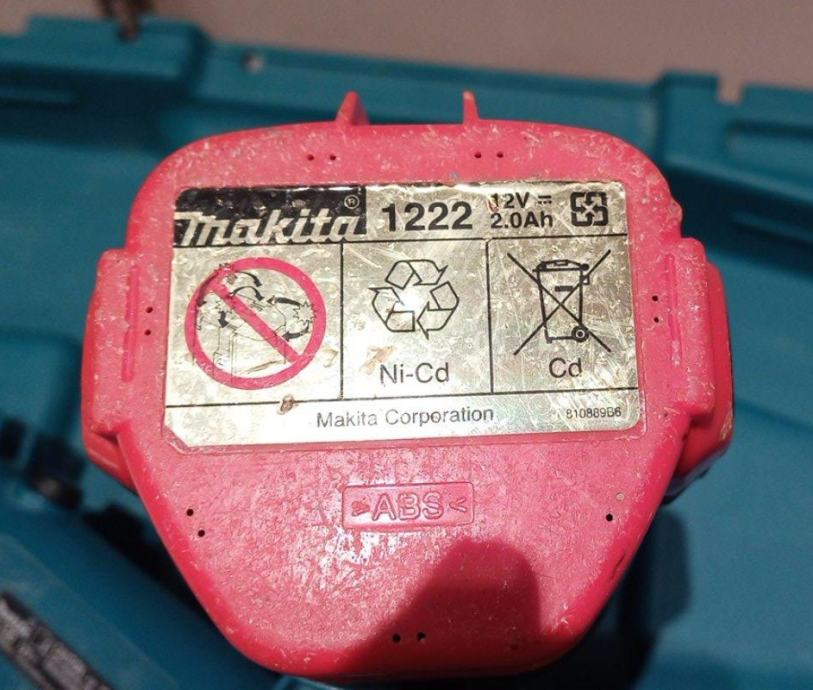 makita® 1222 12V
2.0Ah
Ni-Cd
Cd
Makita Corporation 810889B6
>ABS<